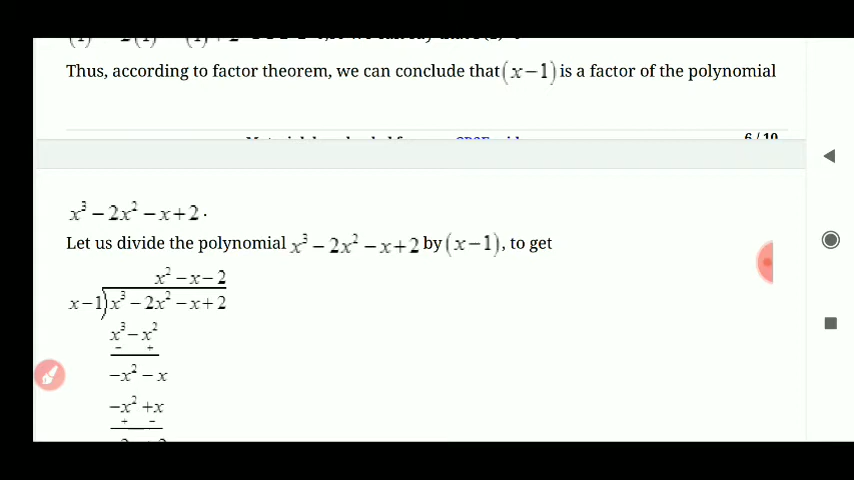 Thus, according to factor theorem, we can conclude that (x−1) is a factor of the polynomial
6 / 10
x³ − 2x² − x + 2.
Let us divide the polynomial x³ − 2x² − x + 2 by (x−1), to get
x² − x − 2
x−1)x³ − 2x² − x + 2
x³ − x²
− +
−x² − x
−x² + x
+ −